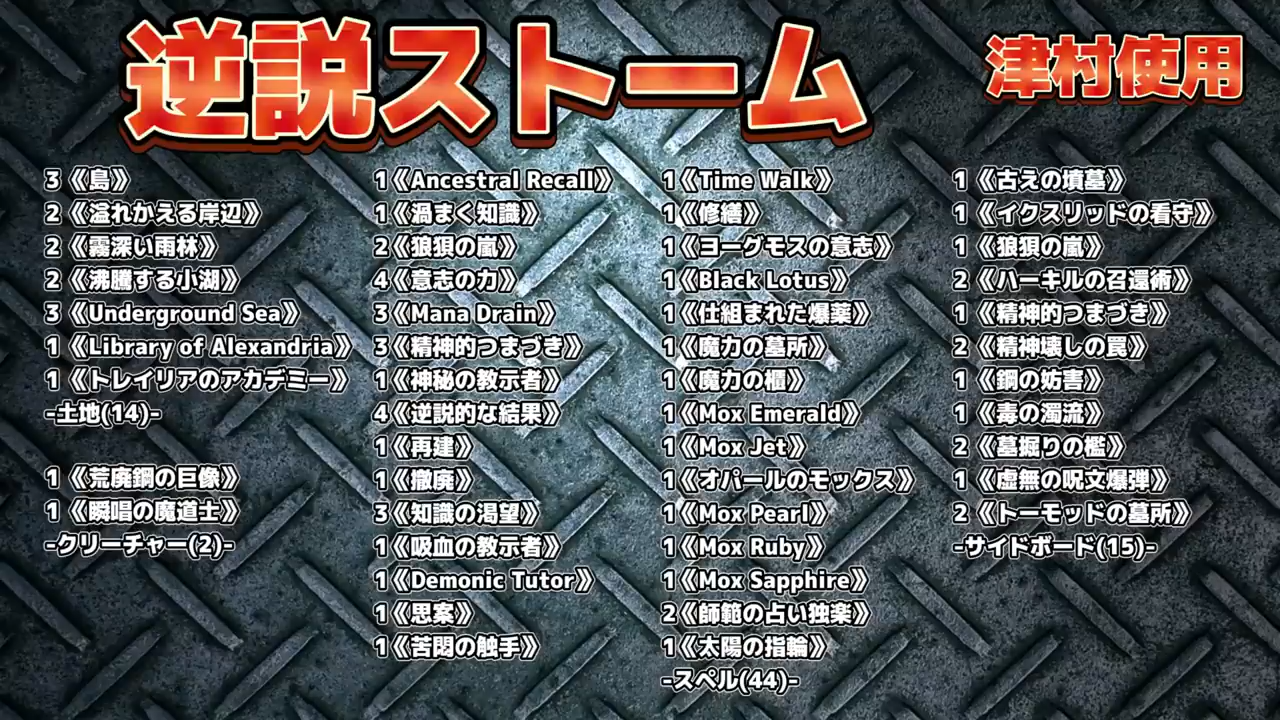 逆説ストーム
津村使用
3 《島》
2 《溢れかえる岸辺》
2 《霧深い雨林》
2 《沸騰する小湖》
3 《Underground Sea》
1 《Library of Alexandria》
1 《トレイリアのアカデミー》
-土地(14)-
1 《荒廃鋼の巨像》
1 《瞬唱の魔道士》
-クリーチャー(2)-
1《Ancestral Recall》
1《渦まく知識》
2《狼狽の嵐》
4《意志の力》
3《Mana Drain》
3《精神的つまづき》
1《神秘の教示者》
4《逆説的な結果》
1《再建》
1《撤廃》
3《知識の渇望》
1《吸血の教示者》
1《Demonic Tutor》
1《思案》
1《苦悶の触手》
1《Time Walk》
1《修繕》
1《ヨーグモスの意志》
1《Black Lotus》
1《仕組まれた爆薬》
1《魔力の墓所》
1《魔力の櫃》
1《Mox Emerald》
1《Mox Jet》
1《オパールのモックス》
1《Mox Pearl》
1《Mox Ruby》
1《Mox Sapphire》
2《師範の占い独楽》
1《太陽の指輪》
-スペル(44)-
1 《古えの墳墓》
1 《イクスリッドの看守》
1 《狼狽の嵐》
2 《ハーキルの召還術》
1 《精神的つまづき》
2 《精神壊しの罠》
1 《鋼の妨害》
1 《毒の濁流》
2 《墓掘りの檻》
1 《虚無の呪文爆弾》
2 《トーモッドの墓所》
-サイドボード(15)-